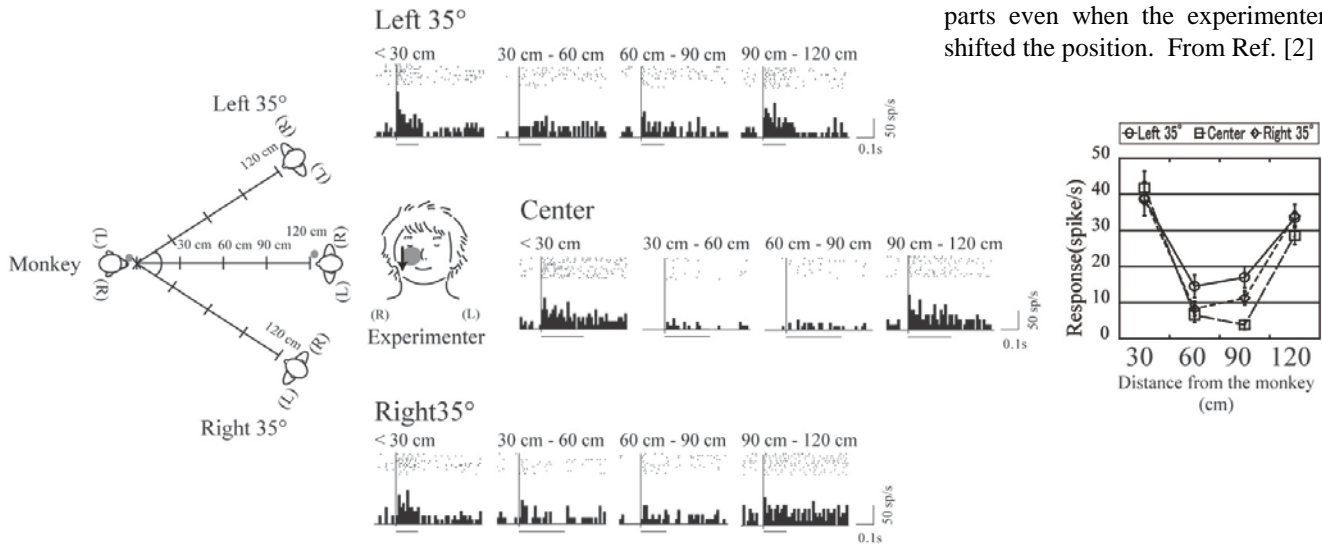 parts even when the experimenter
shifted the position. From Ref. [2]
Left 35°
< 30 cm 30 cm - 60 cm 60 cm - 90 cm 90 cm - 120 cm
50 sp/s
0.1s
Left 35°
120 cm
(R)
(L)
Monkey
(L)
(R)
30 cm 60 cm 90 cm 120 cm
(R)
(L)
120 cm
(R)
(L)
Right 35°
(R) (L)
Experimenter
Center
< 30 cm 30 cm - 60 cm 60 cm - 90 cm 90 cm - 120 cm
50 sp/s
0.1s
Right35°
< 30 cm 30 cm - 60 cm 60 cm - 90 cm 90 cm - 120 cm
50 sp/s
0.1s
Left 35° Center Right 35°
Response(spike/s)
50
40
30
20
10
0
30 60 90 120
Distance from the monkey
(cm)